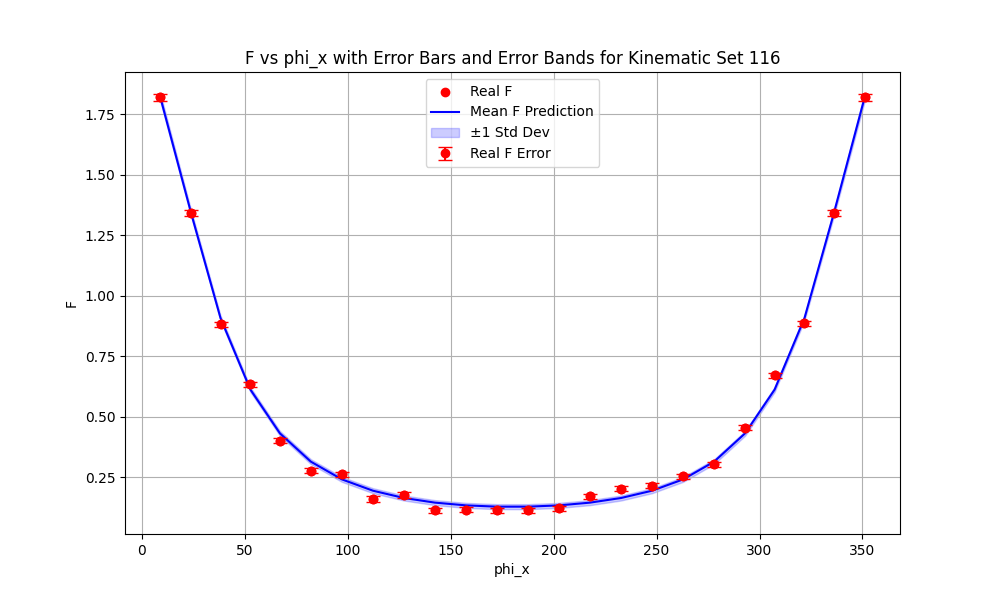 F vs phi_x with Error Bars and Error Bands for Kinematic Set 116
Real F
Mean F Prediction
±1 Std Dev
Real F Error
1.75
1.50
1.25
1.00
0.75
0.50
0.25
F
0 50 100 150 200 250 300 350
phi_x